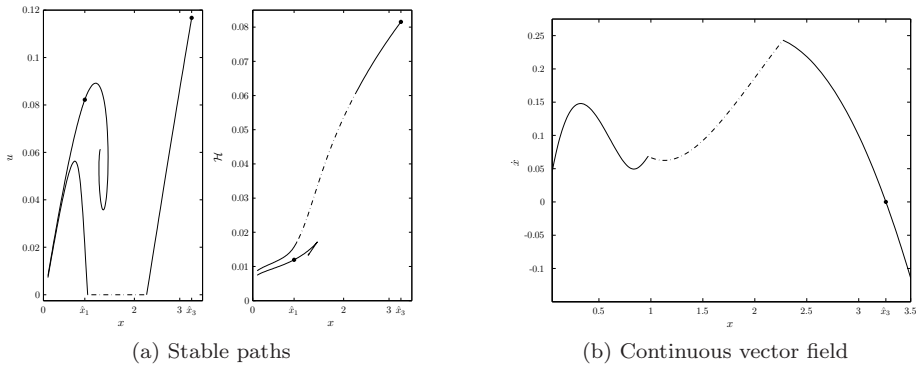 0.12
0.1
0.08
0.06
0.04
0.02
0
u
0 x̂₁ 2 3 x̂₃
x
0.08
0.07
0.06
0.05
0.04
0.03
0.02
0.01
0
ℋ
0 x̂₁ 2 3 x̂₃
x
(a) Stable paths
0.25
0.2
0.15
0.1
0.05
0
-0.05
-0.1
ẋ
0.5 1 1.5 2 2.5 3 x̂₃ 3.5
x
(b) Continuous vector field